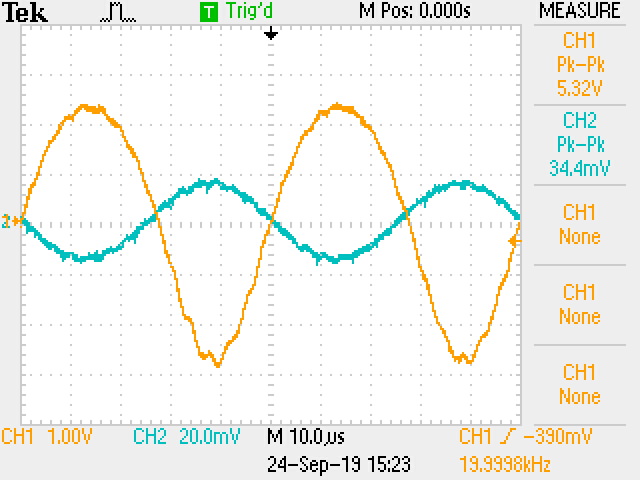 Tek T Trig'd M Pos: 0.000s MEASURE
CH1
Pk-Pk
5.32V
CH2
Pk-Pk
34.4mV
CH1
None
CH1
None
CH1
None
2
CH1 1.00V CH2 20.0mV M 10.0µs CH1 -390mV
24-Sep-19 15:23 19.9998kHz